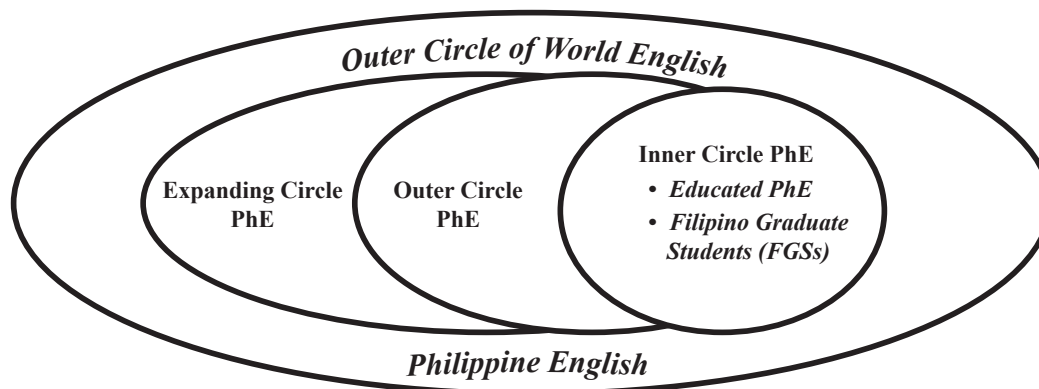 Outer Circle of World English
Expanding Circle
PhE
Outer Circle
PhE
Inner Circle PhE
• Educated PhE
• Filipino Graduate
Students (FGSs)
Philippine English